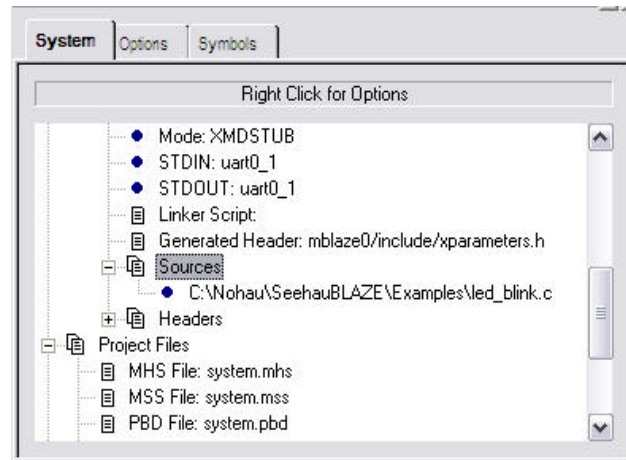 System Options Symbols
Right Click for Options
Mode: XMDSTUB
STDIN: uart0_1
STDOUT: uart0_1
Linker Script:
Generated Header: mblaze0/include/xparameters.h
Sources
C:\Nohau\SeehauBLAZE\Examples\led_blink.c
Headers
Project Files
MHS File: system.mhs
MSS File: system.mss
PBD File: system.pbd